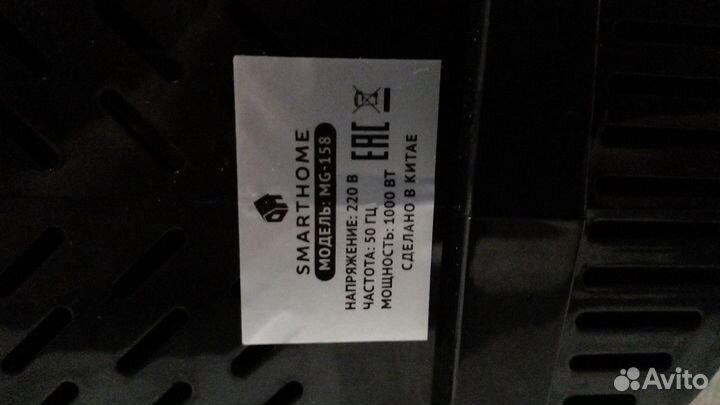 SMARTHOME
МОДЕЛЬ: MG-158
НАПРЯЖЕНИЕ: 220 В
ЧАСТОТА: 50 ГЦ
МОЩНОСТЬ: 1000 ВТ
EAC
СДЕЛАНО В КИТАЕ
Avito